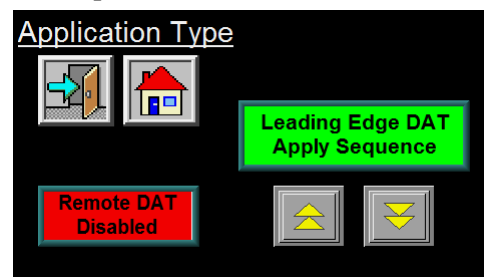 Application Type
Leading Edge DAT
Apply Sequence
Remote DAT
Disabled